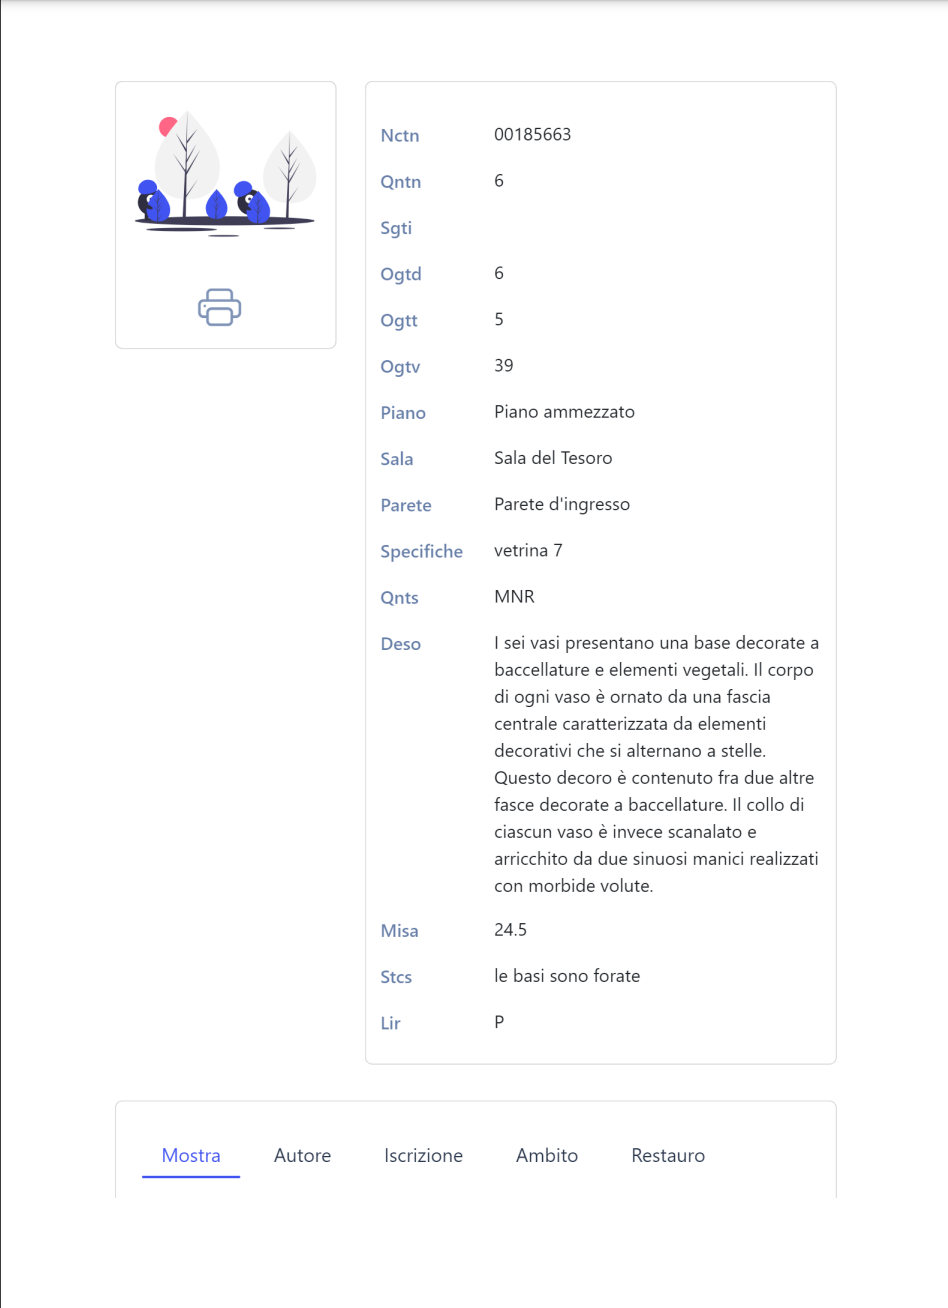 Nctn 00185663
Qntn 6
Sgti
Ogtd 6
Ogtt 5
Ogtv 39
Piano Piano ammezzato
Sala Sala del Tesoro
Parete Parete d'ingresso
Specifiche vetrina 7
Qnts MNR
Deso I sei vasi presentano una base decorate a
baccellature e elementi vegetali. Il corpo
di ogni vaso è ornato da una fascia
centrale caratterizzata da elementi
decorativi che si alternano a stelle.
Questo decoro è contenuto fra due altre
fasce decorate a baccellature. Il collo di
ciascun vaso è invece scanalato e
arricchito da due sinuosi manici realizzati
con morbide volute.
Misa 24.5
Stcs le basi sono forate
Lir P
Mostra Autore Iscrizione Ambito Restauro